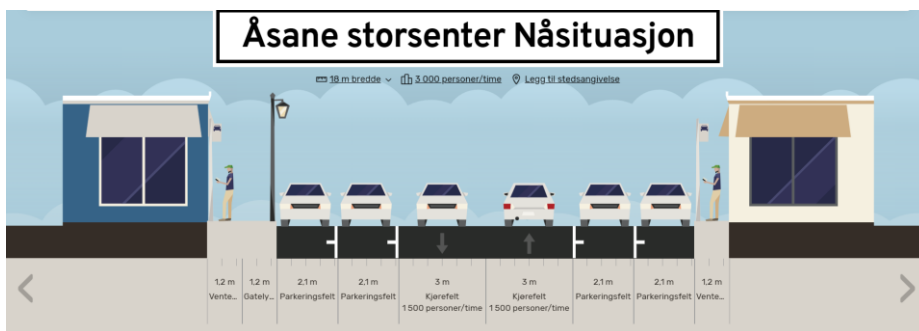 Åsane storsenter Nåsituasjon
18 m bredde 3 000 personer/time Legg til stedsangivelse
1,2 m 1,2 m 2,1 m 2,1 m 3 m 3 m 2,1 m 2,1 m 1,2 m
Vente... Gately... Parkeringsfelt Parkeringsfelt Kjørefelt Kjørefelt Parkeringsfelt Parkeringsfelt Vente...
1 500 personer/time 1 500 personer/time